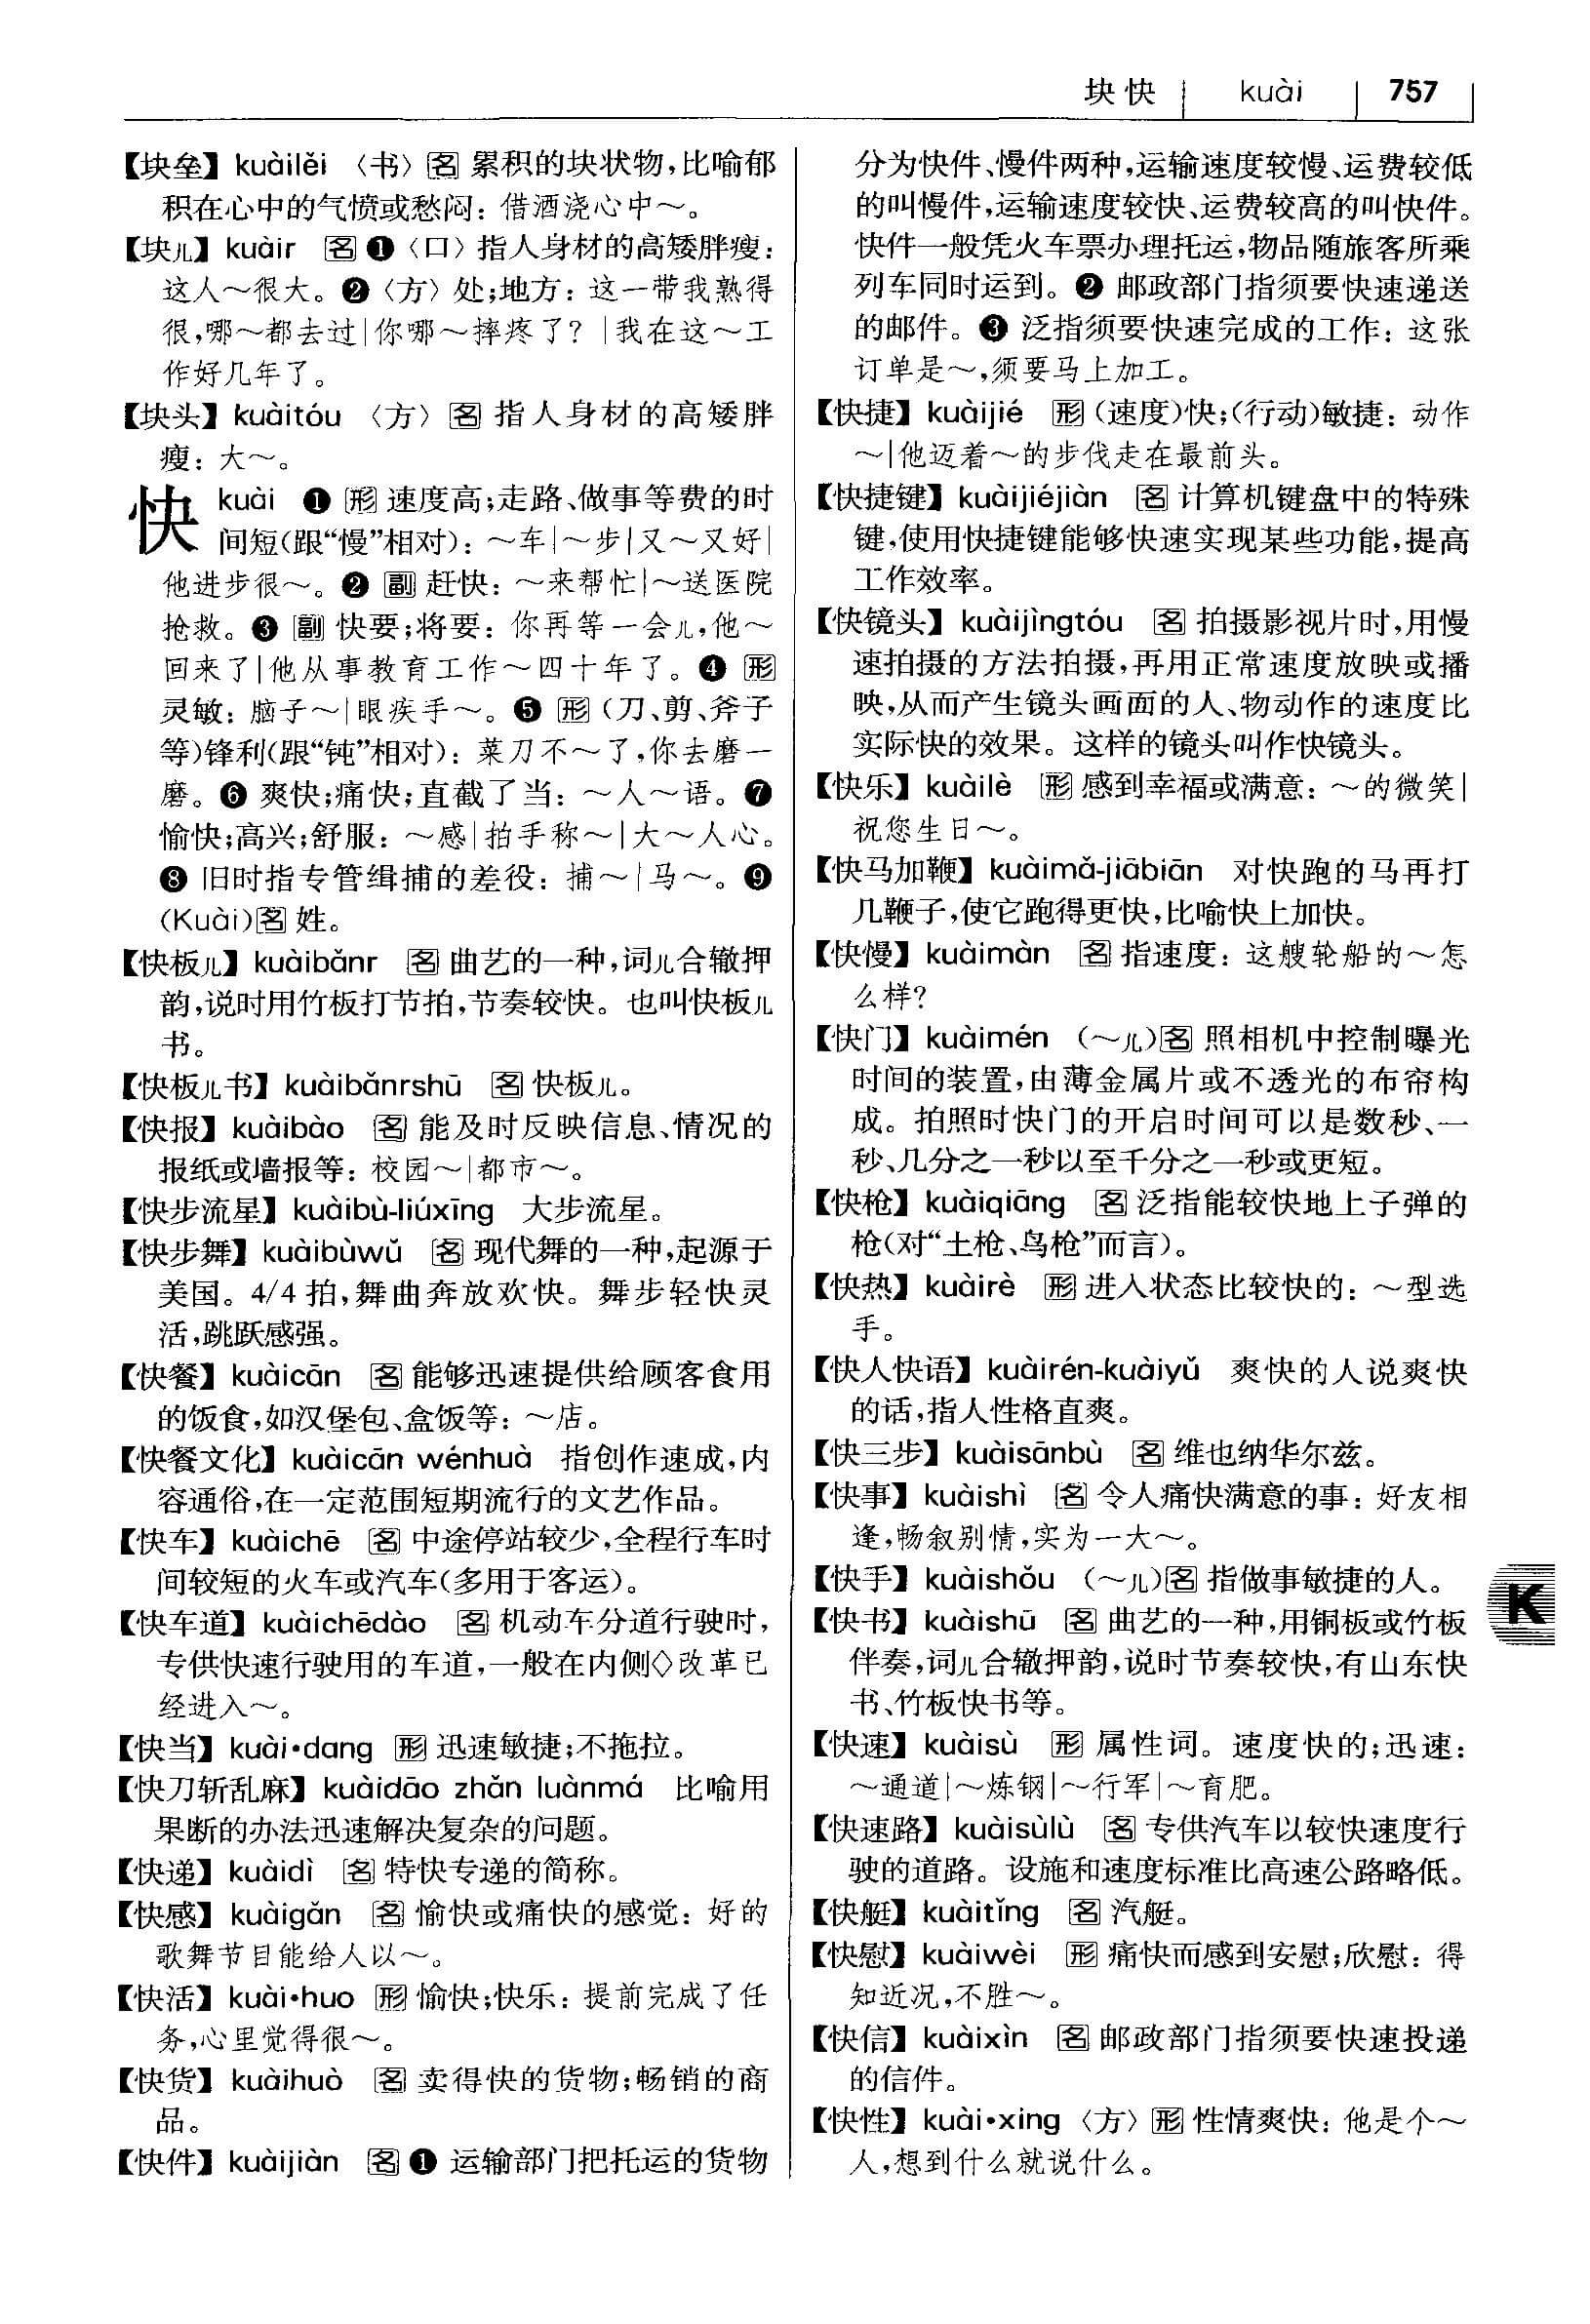 块快 kuài 757
【块垒】 kuàilěi 〈书〉 名 累积的块状物,比喻郁
积在心中的气愤或愁闷: 借酒浇心中～。
【块儿】 kuàir 名 ❶〈口〉指人身材的高矮胖瘦:
这人～很大。❷〈方〉处;地方: 这一带我熟得
很,哪～都去过|你哪～摔疼了? |我在这～工
作好几年了。
【块头】 kuàitóu 〈方〉 名 指人身材的高矮胖
瘦: 大～。
快 kuài ❶ 形 速度高;走路、做事等费的时
间短(跟“慢”相对): ～车|～步|又～又好|
他进步很～。❷ 副 赶快: ～来帮忙|～送医院
抢救。❸ 副 快要;将要: 你再等一会儿,他～
回来了|他从事教育工作～四十年了。❹ 形
灵敏: 脑子～|眼疾手～。❺ 形 (刀、剪、斧子
等)锋利(跟“钝”相对): 菜刀不～了,你去磨一
磨。❻ 爽快;痛快;直截了当: ～人～语。❼
愉快;高兴;舒服: ～感|拍手称～|大～人心。
❽ 旧时指专管缉捕的差役: 捕～|马～。❾
(Kuài)名 姓。
【快板儿】 kuàibǎnr 名 曲艺的一种,词儿合辙押
韵,说时用竹板打节拍,节奏较快。也叫快板儿
书。
【快板儿书】 kuàibǎnrshū 名 快板儿。
【快报】 kuàibào 名 能及时反映信息、情况的
报纸或墙报等: 校园～|都市～。
【快步流星】 kuàibù-liúxīng 大步流星。
【快步舞】 kuàibùwǔ 名 现代舞的一种,起源于
美国。4/4 拍,舞曲奔放欢快。舞步轻快灵
活,跳跃感强。
【快餐】 kuàicān 名 能够迅速提供给顾客食用
的饭食,如汉堡包、盒饭等: ～店。
【快餐文化】 kuàicān wénhuà 指创作速成,内
容通俗,在一定范围短期流行的文艺作品。
【快车】 kuàichē 名 中途停站较少,全程行车时
间较短的火车或汽车(多用于客运)。
【快车道】 kuàichēdào 名 机动车分道行驶时,
专供快速行驶用的车道,一般在内侧◇改革已
经进入～。
【快当】 kuài•dang 形 迅速敏捷;不拖拉。
【快刀斩乱麻】 kuàidāo zhǎn luànmá 比喻用
果断的办法迅速解决复杂的问题。
【快递】 kuàidì 名 特快专递的简称。
【快感】 kuàigǎn 名 愉快或痛快的感觉: 好的
歌舞节目能给人以～。
【快活】 kuài•huo 形 愉快;快乐: 提前完成了任
务,心里觉得很～。
【快货】 kuàihuò 名 卖得快的货物;畅销的商
品。
【快件】 kuàijiàn 名 ❶ 运输部门把托运的货物
分为快件、慢件两种,运输速度较慢、运费较低
的叫慢件,运输速度较快、运费较高的叫快件。
快件一般凭火车票办理托运,物品随旅客所乘
列车同时运到。❷ 邮政部门指须要快速递送
的邮件。❸ 泛指须要快速完成的工作: 这张
订单是～,须要马上加工。
【快捷】 kuàijié 形 (速度)快;(行动)敏捷: 动作
～|他迈着～的步伐走在最前头。
【快捷键】 kuàijiéjiàn 名 计算机键盘中的特殊
键,使用快捷键能够快速实现某些功能,提高
工作效率。
【快镜头】 kuàijìngtóu 名 拍摄影视片时,用慢
速拍摄的方法拍摄,再用正常速度放映或播
映,从而产生镜头画面的人、物动作的速度比
实际快的效果。这样的镜头叫作快镜头。
【快乐】 kuàilè 形 感到幸福或满意: ～的微笑|
祝您生日～。
【快马加鞭】 kuàimǎ-jiābiān 对快跑的马再打
几鞭子,使它跑得更快,比喻快上加快。
【快慢】 kuàimàn 名 指速度: 这艘轮船的～怎
么样?
【快门】 kuàimén (～儿)名 照相机中控制曝光
时间的装置,由薄金属片或不透光的布帘构
成。拍照时快门的开启时间可以是数秒、一
秒、几分之一秒以至千分之一秒或更短。
【快枪】 kuàiqiāng 名 泛指能较快地上子弹的
枪(对“土枪、鸟枪”而言)。
【快热】 kuàirè 形 进入状态比较快的: ～型选
手。
【快人快语】 kuàirén-kuàiyǔ 爽快的人说爽快
的话,指人性格直爽。
【快三步】 kuàisānbù 名 维也纳华尔兹。
【快事】 kuàishì 名 令人痛快满意的事: 好友相
逢,畅叙别情,实为一大～。
【快手】 kuàishǒu (～儿)名 指做事敏捷的人。
K
【快书】 kuàishū 名 曲艺的一种,用铜板或竹板
伴奏,词儿合辙押韵,说时节奏较快,有山东快
书、竹板快书等。
【快速】 kuàisù 形 属性词。速度快的;迅速:
～通道|～炼钢|～行军|～育肥。
【快速路】 kuàisùlù 名 专供汽车以较快速度行
驶的道路。设施和速度标准比高速公路略低。
【快艇】 kuàitǐng 名 汽艇。
【快慰】 kuàiwèi 形 痛快而感到安慰;欣慰: 得
知近况,不胜～。
【快信】 kuàixìn 名 邮政部门指须要快速投递
的信件。
【快性】 kuài•xing 〈方〉 形 性情爽快: 他是个～
人,想到什么就说什么。